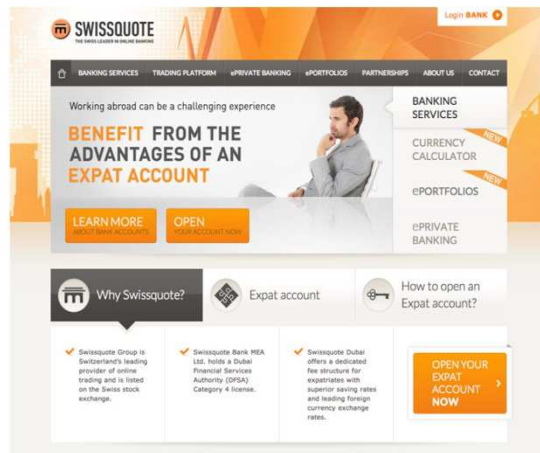 Login BANK
SWISSQUOTE
THE SWISS LEADER IN ONLINE BANKING
BANKING SERVICES TRADING PLATFORM ePRIVATE BANKING ePORTFOLIOS PARTNERSHIPS ABOUT US CONTACT
Working abroad can be a challenging experience
BENEFIT FROM THE
ADVANTAGES OF AN
EXPAT ACCOUNT
LEARN MORE
ABOUT BANK ACCOUNTS
OPEN
YOUR ACCOUNT NOW
BANKING
SERVICES
NEW
CURRENCY
CALCULATOR
NEW
ePORTFOLIOS
ePRIVATE
BANKING
Why Swissquote?
Expat account
How to open an
Expat account?
Swissquote Group is
Switzerland's leading
provider of online
trading and is listed
on the Swiss stock
exchange.
Swissquote Bank MEA
Ltd. holds a Dubai
Financial Services
Authority (DFSA)
Category 4 license.
Swissquote Dubai
offers a dedicated
fee structure for
expatriates with
superior saving rates
and leading foreign
currency exchange
rates.
OPEN YOUR
EXPAT
ACCOUNT
NOW